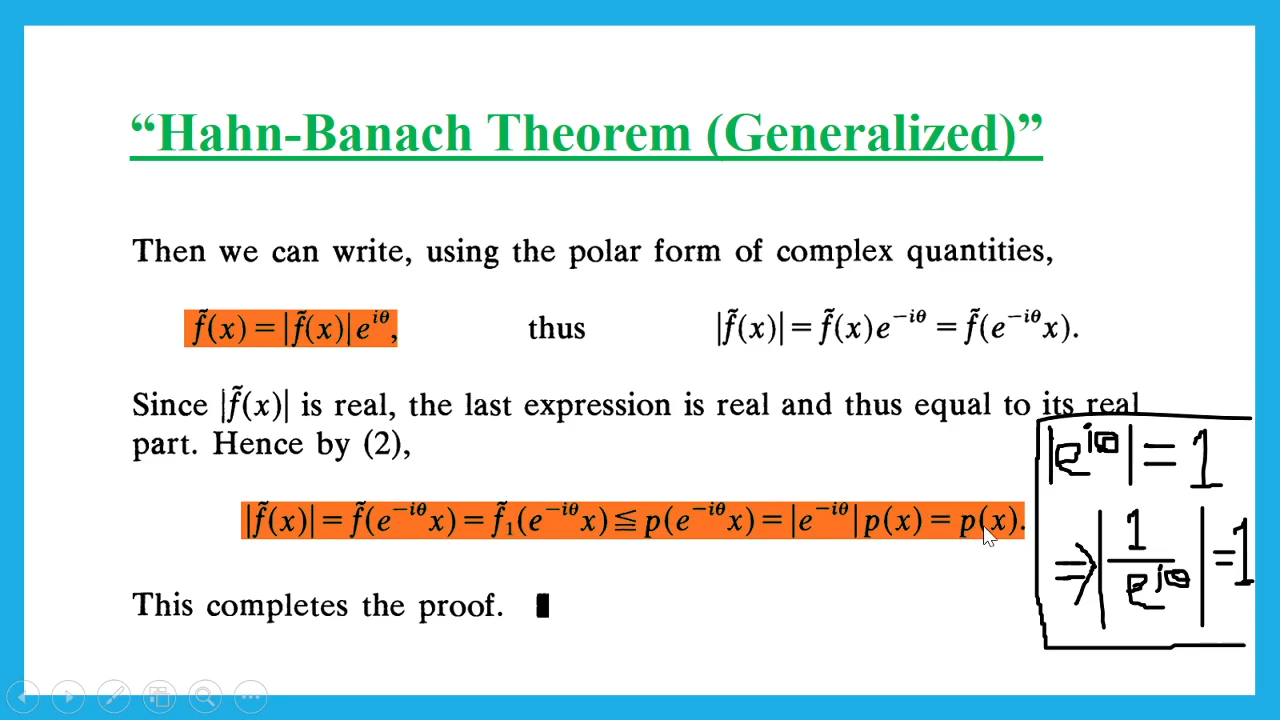 “Hahn-Banach Theorem (Generalized)”
Then we can write, using the polar form of complex quantities,
f̃(x) = |f̃(x)| e^{iθ}, thus |f̃(x)| = f̃(x)e^{−iθ} = f̃(e^{−iθ}x).
Since |f̃(x)| is real, the last expression is real and thus equal to its real
part. Hence by (2),
|f̃(x)| = f̃(e^{−iθ}x) = f̃₁(e^{−iθ}x) ≦ p(e^{−iθ}x) = |e^{−iθ}| p(x) = p(x).
This completes the proof. ∎
|e^{iθ}| = 1
⇒ |1/e^{iθ}| = 1